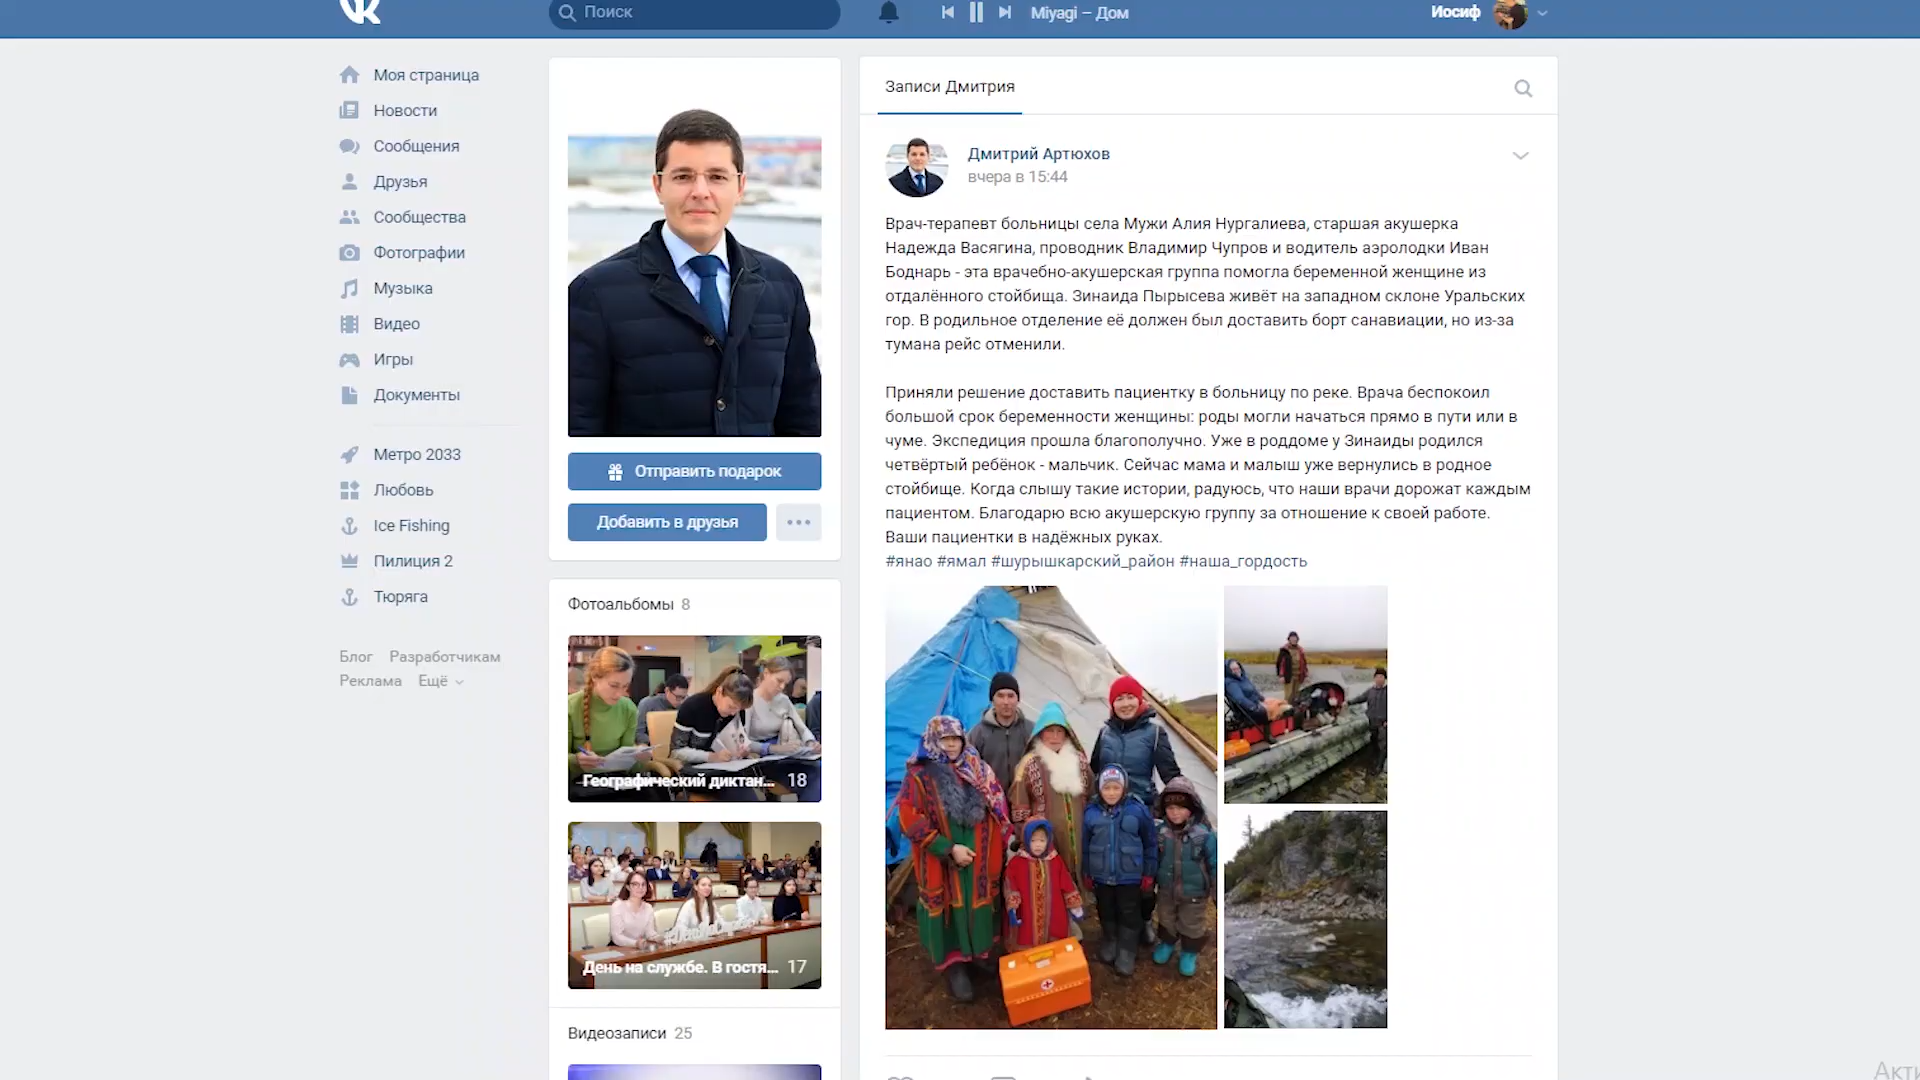 Поиск
Miyagi – Дом
Иосиф
Моя страница
Новости
Сообщения
Друзья
Сообщества
Фотографии
Музыка
Видео
Игры
Документы
Метро 2033
Любовь
Ice Fishing
Пилиция 2
Тюряга
Блог Разработчикам
Реклама Ещё
Отправить подарок
Добавить в друзья
Фотоальбомы 8
Географический диктан... 18
День на службе. В гостя... 17
Видеозаписи 25
Записи Дмитрия
Дмитрий Артюхов
вчера в 15:44
Врач-терапевт больницы села Мужи Алия Нургалиева, старшая акушерка
Надежда Васягина, проводник Владимир Чупров и водитель аэролодки Иван
Боднарь - эта врачебно-акушерская группа помогла беременной женщине из
отдалённого стойбища. Зинаида Пырысева живёт на западном склоне Уральских
гор. В родильное отделение её должен был доставить борт санавиации, но из-за
тумана рейс отменили.
Приняли решение доставить пациентку в больницу по реке. Врача беспокоил
большой срок беременности женщины: роды могли начаться прямо в пути или в
чуме. Экспедиция прошла благополучно. Уже в роддоме у Зинаиды родился
четвёртый ребёнок - мальчик. Сейчас мама и малыш уже вернулись в родное
стойбище. Когда слышу такие истории, радуюсь, что наши врачи дорожат каждым
пациентом. Благодарю всю акушерскую группу за отношение к своей работе.
Ваши пациентки в надёжных руках.
#янао #ямал #шурышкарский_район #наша_гордость
Акти